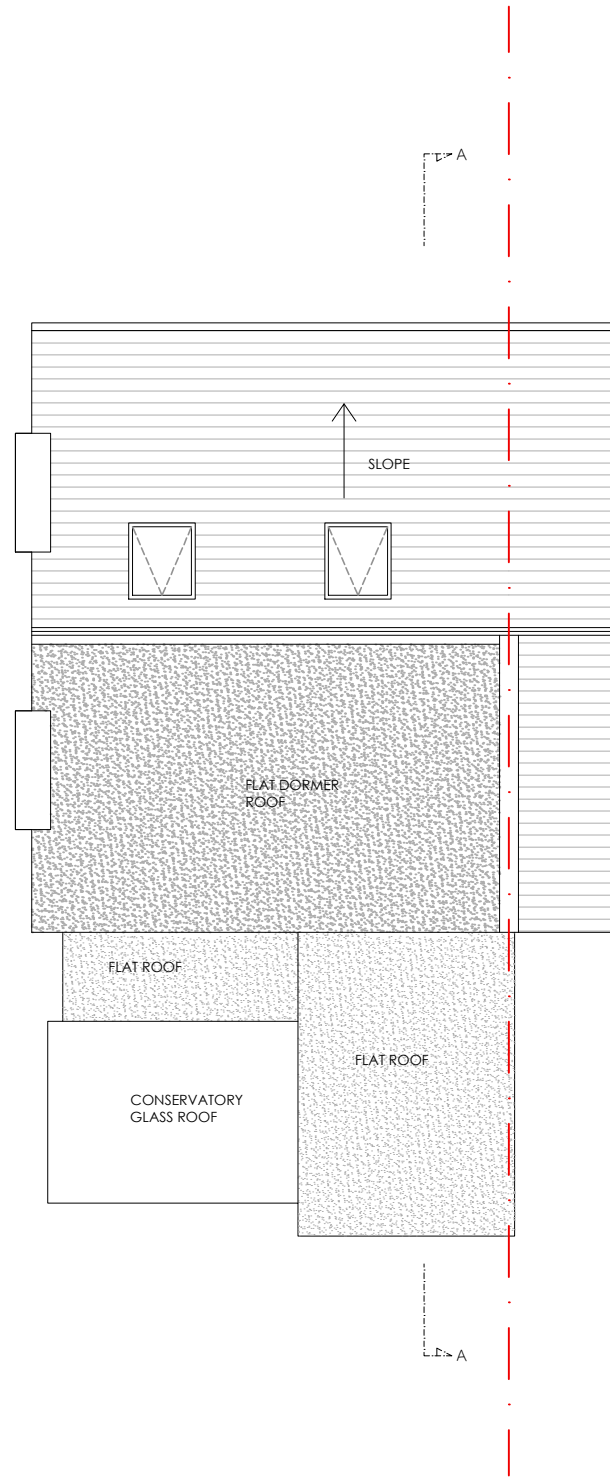 A
SLOPE
FLAT DORMER
ROOF
FLAT ROOF
FLAT ROOF
CONSERVATORY
GLASS ROOF
A